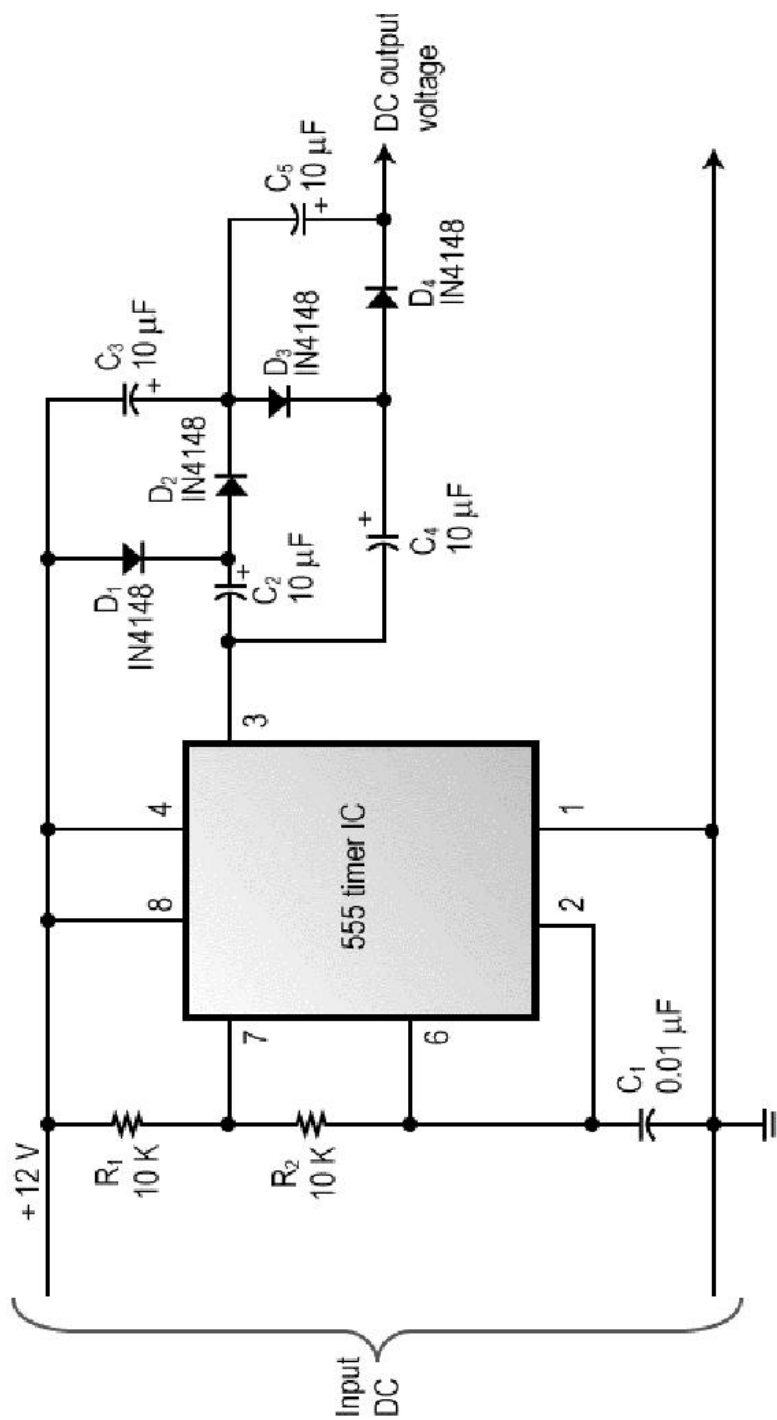 + 12 V
Input
DC
R1
10 K
R2
10 K
C1
0.01 µF
7
6
8
4
2
1
3
555 timer IC
D1
IN4148
C2
10 µF
+
D2
IN4148
C3
10 µF
+
D3
IN4148
C4
10 µF
+
D4
IN4148
C5
10 µF
+
DC output
voltage